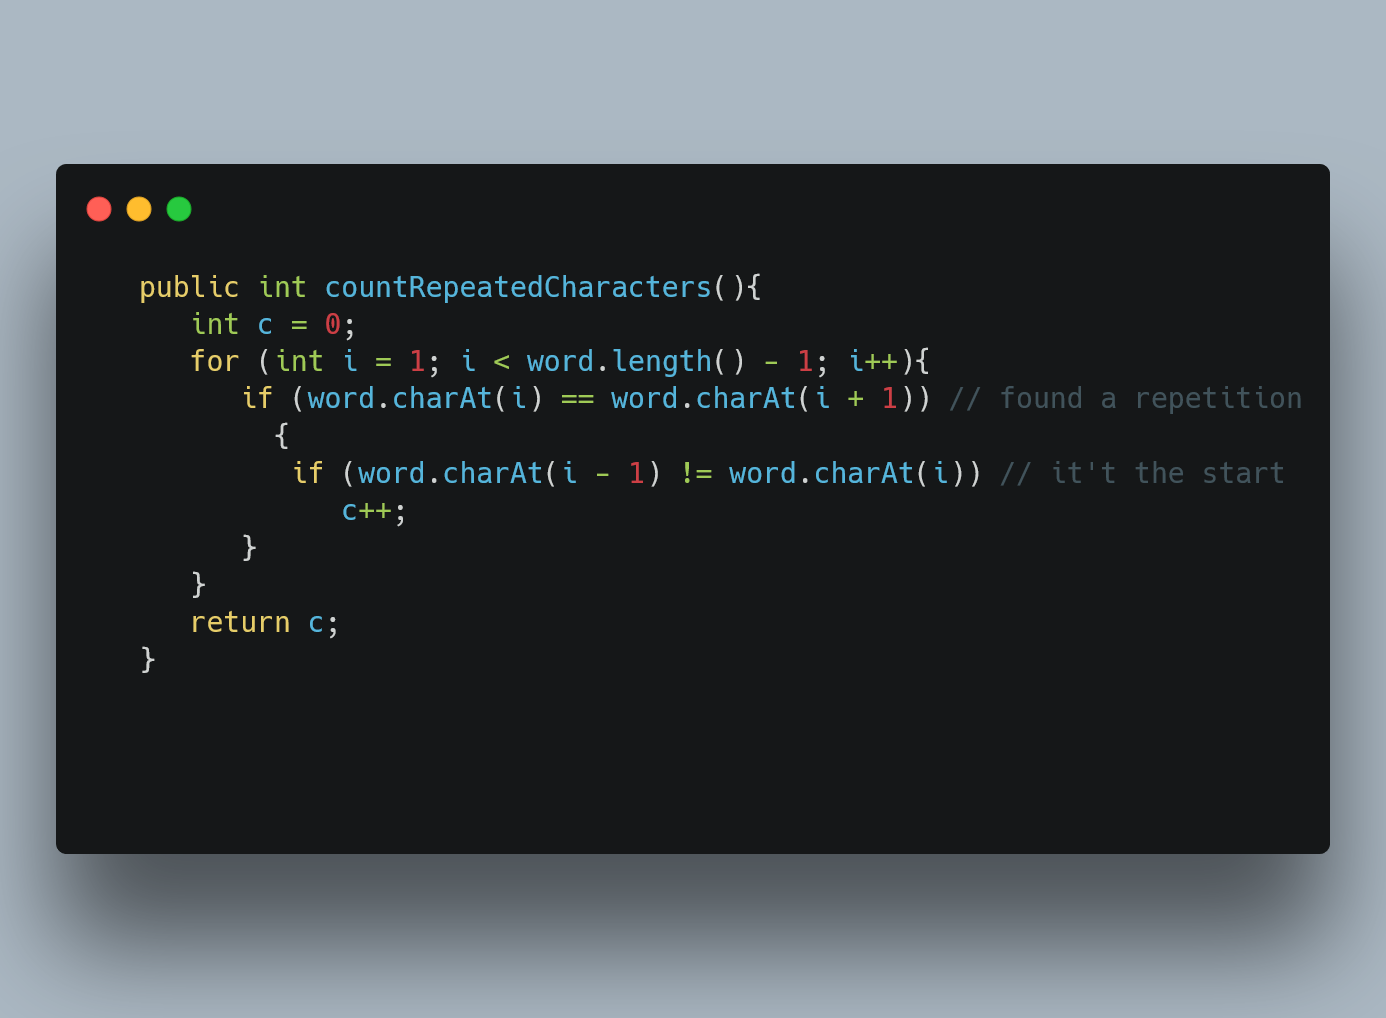 public int countRepeatedCharacters(){
int c = 0;
for (int i = 1; i < word.length() - 1; i++){
if (word.charAt(i) == word.charAt(i + 1)) // found a repetition
{
if (word.charAt(i - 1) != word.charAt(i)) // it't the start
c++;
}
}
return c;
}